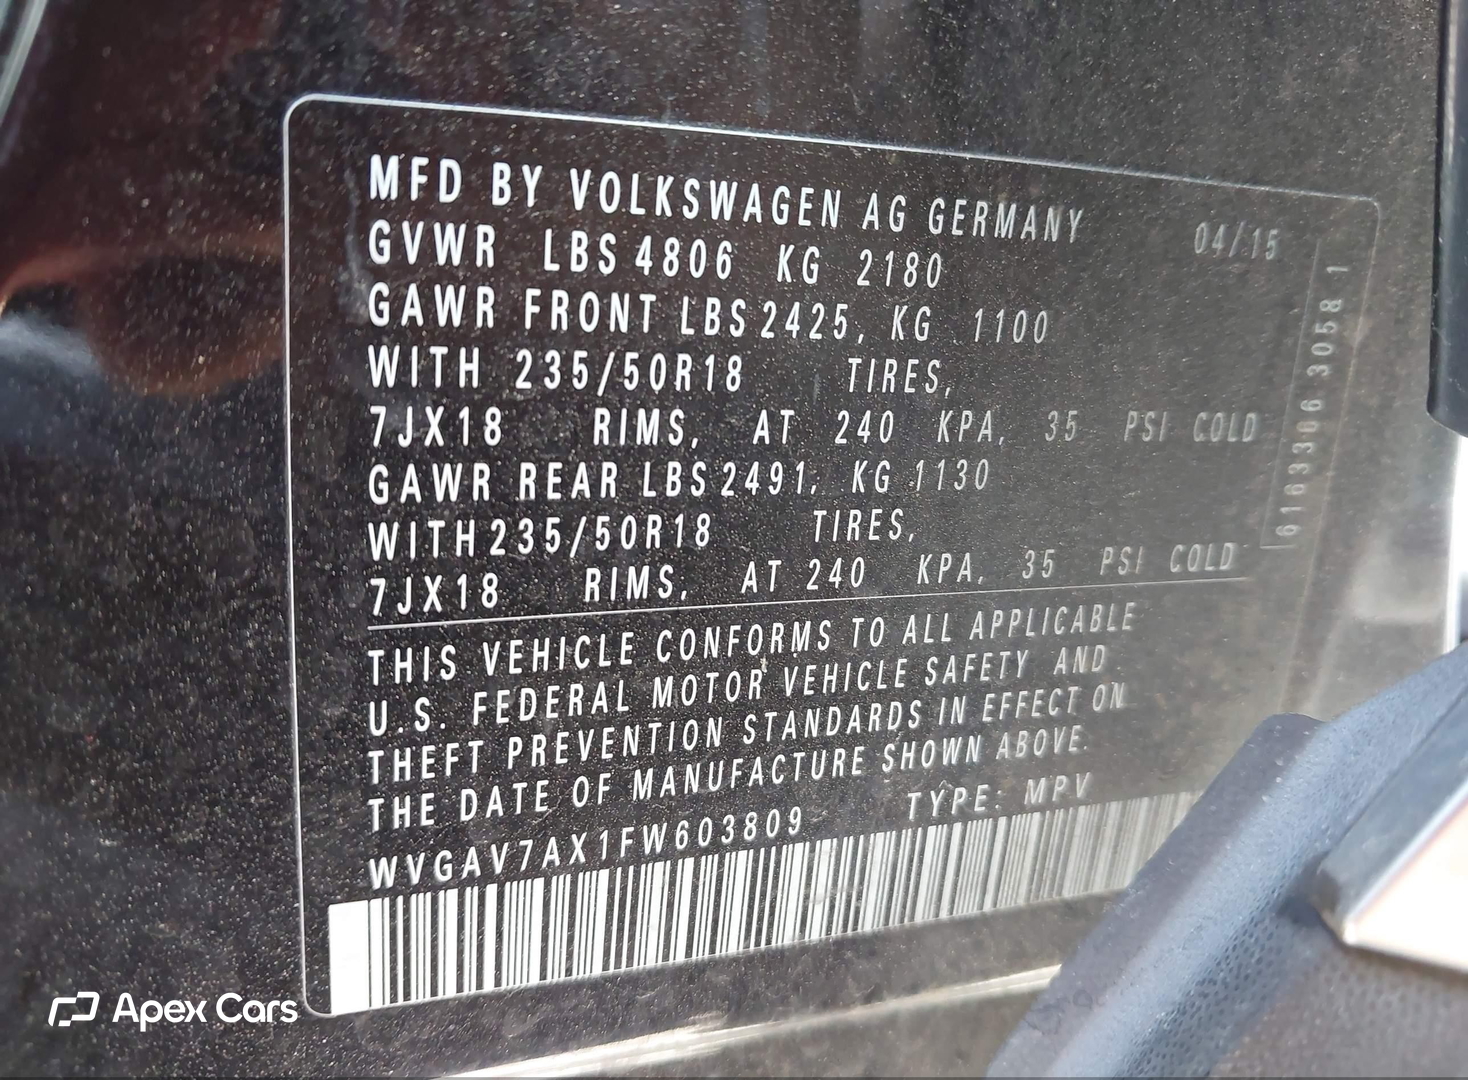 MFD BY VOLKSWAGEN AG GERMANY 04/15
GVWR LBS 4806 KG 2180
GAWR FRONT LBS 2425, KG 1100
WITH 235/50R18 TIRES,
7JX18 RIMS, AT 240 KPA, 35 PSI COLD
GAWR REAR LBS 2491, KG 1130
WITH 235/50R18 TIRES,
7JX18 RIMS, AT 240 KPA, 35 PSI COLD
THIS VEHICLE CONFORMS TO ALL APPLICABLE
U.S. FEDERAL MOTOR VEHICLE SAFETY AND
THEFT PREVENTION STANDARDS IN EFFECT ON
THE DATE OF MANUFACTURE SHOWN ABOVE.
WVGAV7AX1FW603809 TYPE: MPV
6163306 3058 1
Apex Cars